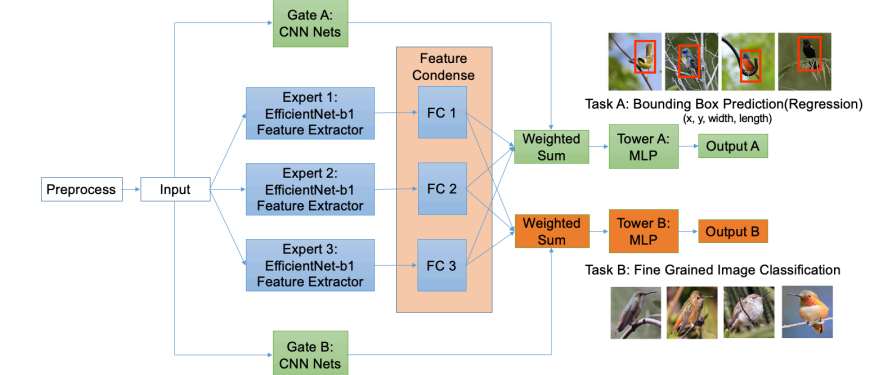 Gate A:
CNN Nets
Feature
Condense
Expert 1:
EfficientNet-b1
Feature Extractor
FC 1
Task A: Bounding Box Prediction(Regression)
(x, y, width, length)
Weighted
Sum
Tower A:
MLP
Output A
Preprocess
Input
Expert 2:
EfficientNet-b1
Feature Extractor
FC 2
Weighted
Sum
Tower B:
MLP
Output B
Expert 3:
EfficientNet-b1
Feature Extractor
FC 3
Task B: Fine Grained Image Classification
Gate B:
CNN Nets